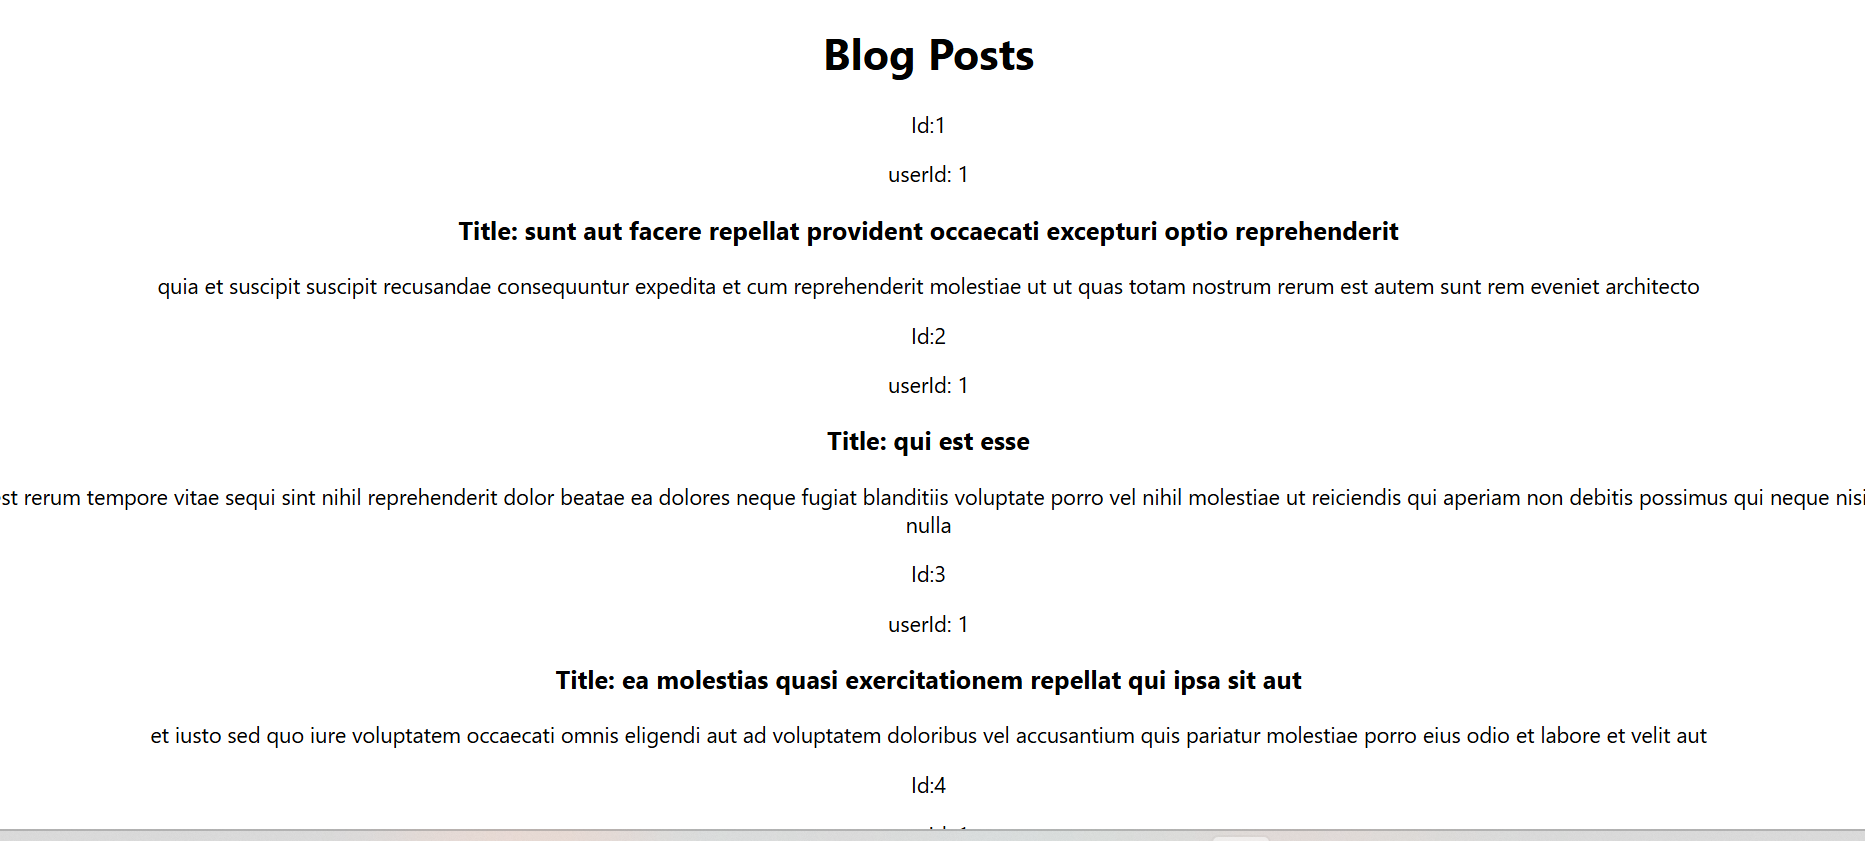 Blog Posts
Id:1
userId: 1
Title: sunt aut facere repellat provident occaecati excepturi optio reprehenderit
quia et suscipit suscipit recusandae consequuntur expedita et cum reprehenderit molestiae ut ut quas totam nostrum rerum est autem sunt rem eveniet architecto
Id:2
userId: 1
Title: qui est esse
rerum tempore vitae sequi sint nihil reprehenderit dolor beatae ea dolores neque fugiat blanditiis voluptate porro vel nihil molestiae ut reiciendis qui aperiam non debitis possimus qui neque nisi
nulla
Id:3
userId: 1
Title: ea molestias quasi exercitationem repellat qui ipsa sit aut
et iusto sed quo iure voluptatem occaecati omnis eligendi aut ad voluptatem doloribus vel accusantium quis pariatur molestiae porro eius odio et labore et velit aut
Id:4